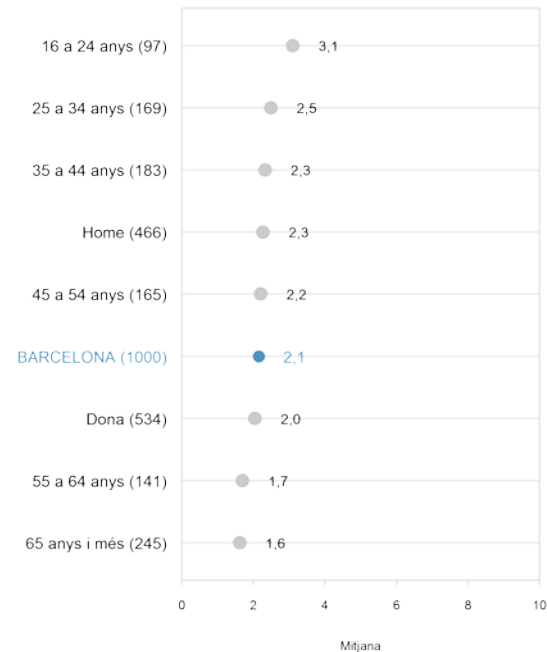 16 a 24 anys (97) 3,1
25 a 34 anys (169) 2,5
35 a 44 anys (183) 2,3
Home (466) 2,3
45 a 54 anys (165) 2,2
BARCELONA (1000) 2,1
Dona (534) 2,0
55 a 64 anys (141) 1,7
65 anys i més (245) 1,6
0 2 4 6 8 10
Mitjana